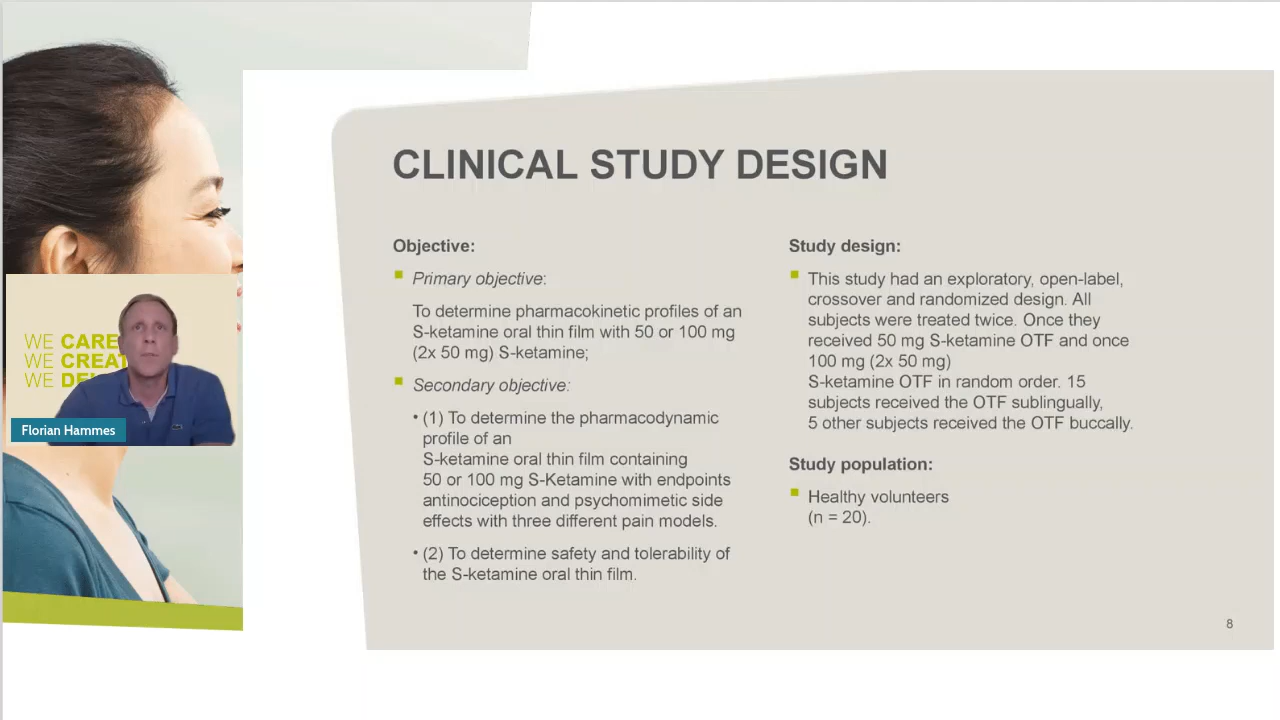 CLINICAL STUDY DESIGN
Objective:
Primary objective:
To determine pharmacokinetic profiles of an
S-ketamine oral thin film with 50 or 100 mg
(2x 50 mg) S-ketamine;
Secondary objective:
• (1) To determine the pharmacodynamic
profile of an
S-ketamine oral thin film containing
50 or 100 mg S-Ketamine with endpoints
antinociception and psychomimetic side
effects with three different pain models.
• (2) To determine safety and tolerability of
the S-ketamine oral thin film.
Study design:
This study had an exploratory, open-label,
crossover and randomized design. All
subjects were treated twice. Once they
received 50 mg S-ketamine OTF and once
100 mg (2x 50 mg)
S-ketamine OTF in random order. 15
subjects received the OTF sublingually,
5 other subjects received the OTF buccally.
Study population:
Healthy volunteers
(n = 20).
WE CARE
WE CREAT
WE DE
Florian Hammes
8